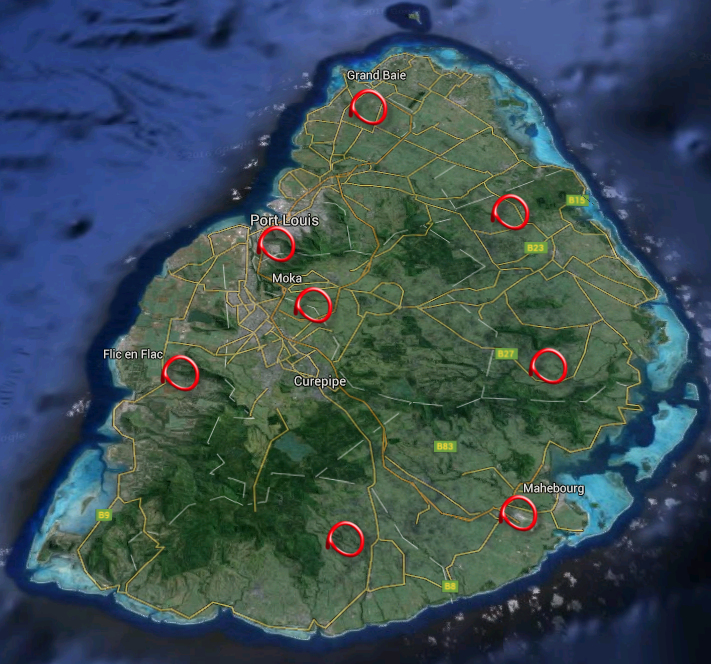 Grand Baie
B15
Port Louis
B23
Moka
Flic en Flac
B27
Curepipe
B83
Mahebourg
B9
B8